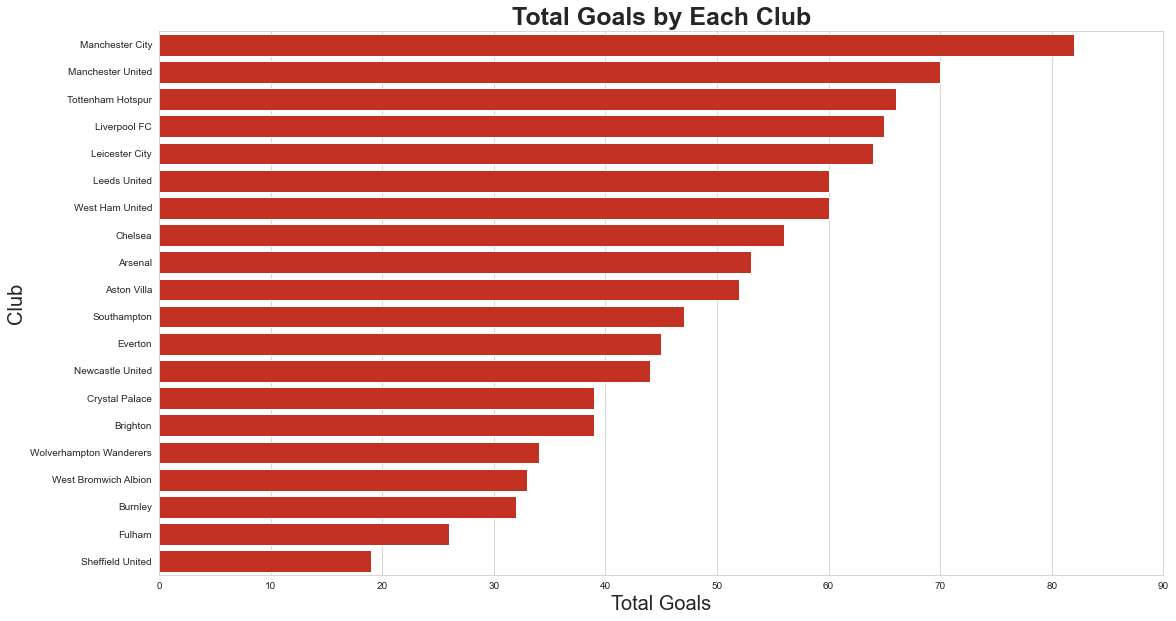 Total Goals by Each Club
Club
Manchester City
Manchester United
Tottenham Hotspur
Liverpool FC
Leicester City
Leeds United
West Ham United
Chelsea
Arsenal
Aston Villa
Southampton
Everton
Newcastle United
Crystal Palace
Brighton
Wolverhampton Wanderers
West Bromwich Albion
Burnley
Fulham
Sheffield United
0 10 20 30 40 50 60 70 80 90
Total Goals